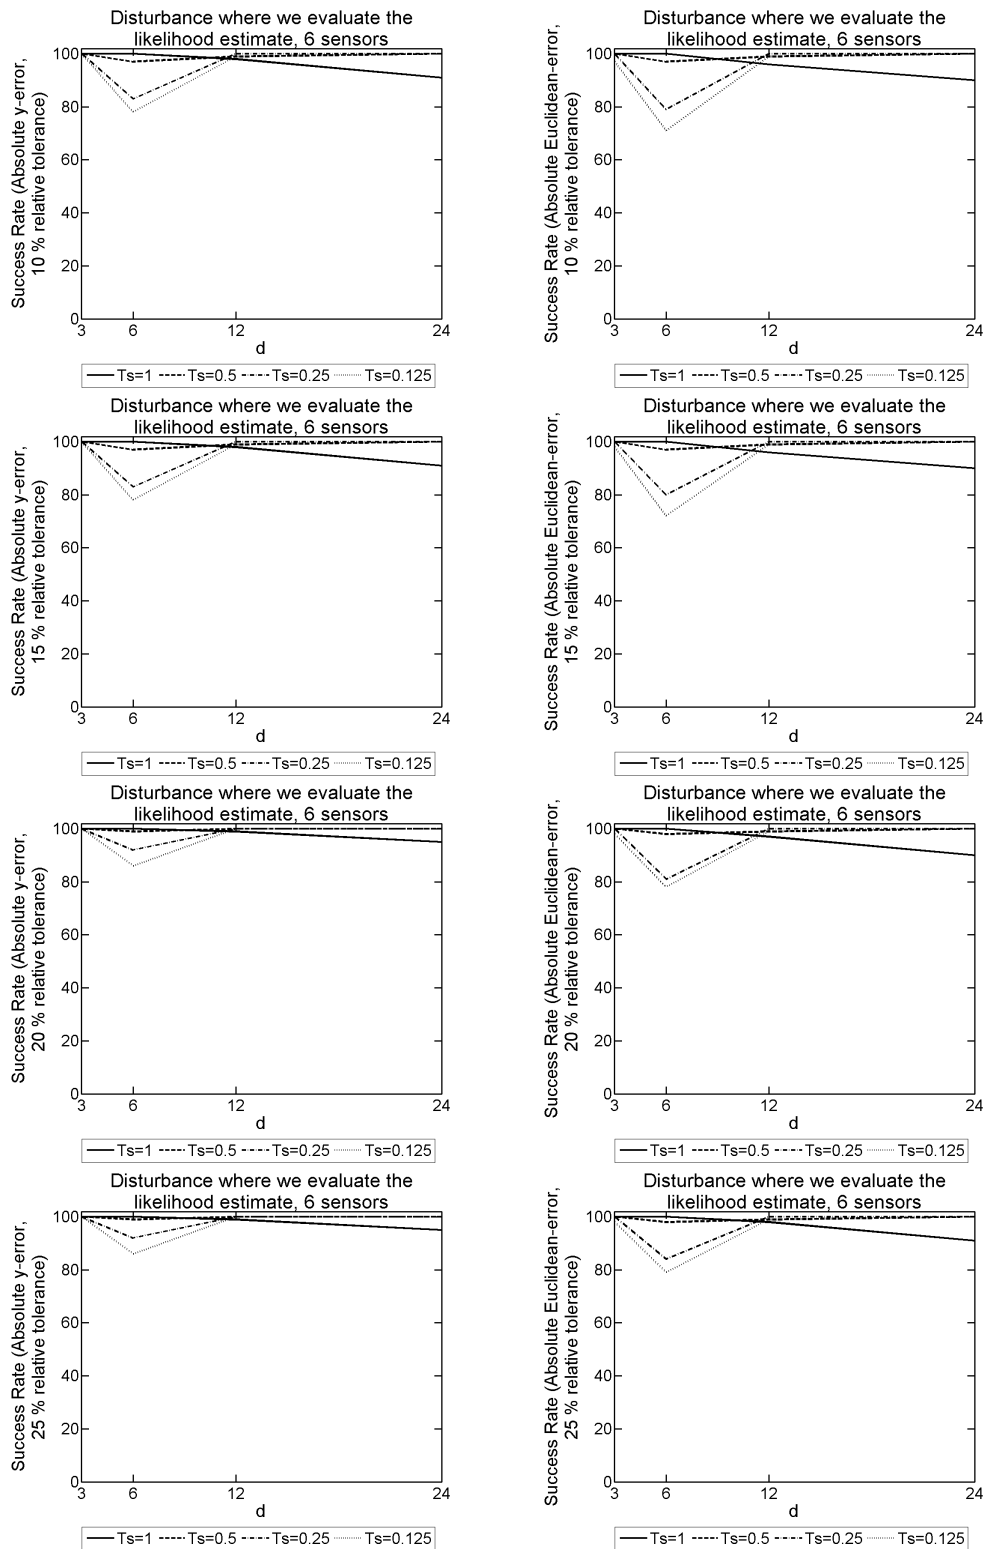 Disturbance where we evaluate the
likelihood estimate, 6 sensors
Success Rate (Absolute y-error,
10 % relative tolerance)
100
80
60
40
20
0
3 6 12 24
d
Ts=1 Ts=0.5 Ts=0.25 Ts=0.125
Disturbance where we evaluate the
likelihood estimate, 6 sensors
Success Rate (Absolute Euclidean-error,
10 % relative tolerance)
100
80
60
40
20
0
3 6 12 24
d
Ts=1 Ts=0.5 Ts=0.25 Ts=0.125
Disturbance where we evaluate the
likelihood estimate, 6 sensors
Success Rate (Absolute y-error,
15 % relative tolerance)
100
80
60
40
20
0
3 6 12 24
d
Ts=1 Ts=0.5 Ts=0.25 Ts=0.125
Disturbance where we evaluate the
likelihood estimate, 6 sensors
Success Rate (Absolute Euclidean-error,
15 % relative tolerance)
100
80
60
40
20
0
3 6 12 24
d
Ts=1 Ts=0.5 Ts=0.25 Ts=0.125
Disturbance where we evaluate the
likelihood estimate, 6 sensors
Success Rate (Absolute y-error,
20 % relative tolerance)
100
80
60
40
20
0
3 6 12 24
d
Ts=1 Ts=0.5 Ts=0.25 Ts=0.125
Disturbance where we evaluate the
likelihood estimate, 6 sensors
Success Rate (Absolute Euclidean-error,
20 % relative tolerance)
100
80
60
40
20
0
3 6 12 24
d
Ts=1 Ts=0.5 Ts=0.25 Ts=0.125
Disturbance where we evaluate the
likelihood estimate, 6 sensors
Success Rate (Absolute y-error,
25 % relative tolerance)
100
80
60
40
20
0
3 6 12 24
d
Ts=1 Ts=0.5 Ts=0.25 Ts=0.125
Disturbance where we evaluate the
likelihood estimate, 6 sensors
Success Rate (Absolute Euclidean-error,
25 % relative tolerance)
100
80
60
40
20
0
3 6 12 24
d
Ts=1 Ts=0.5 Ts=0.25 Ts=0.125